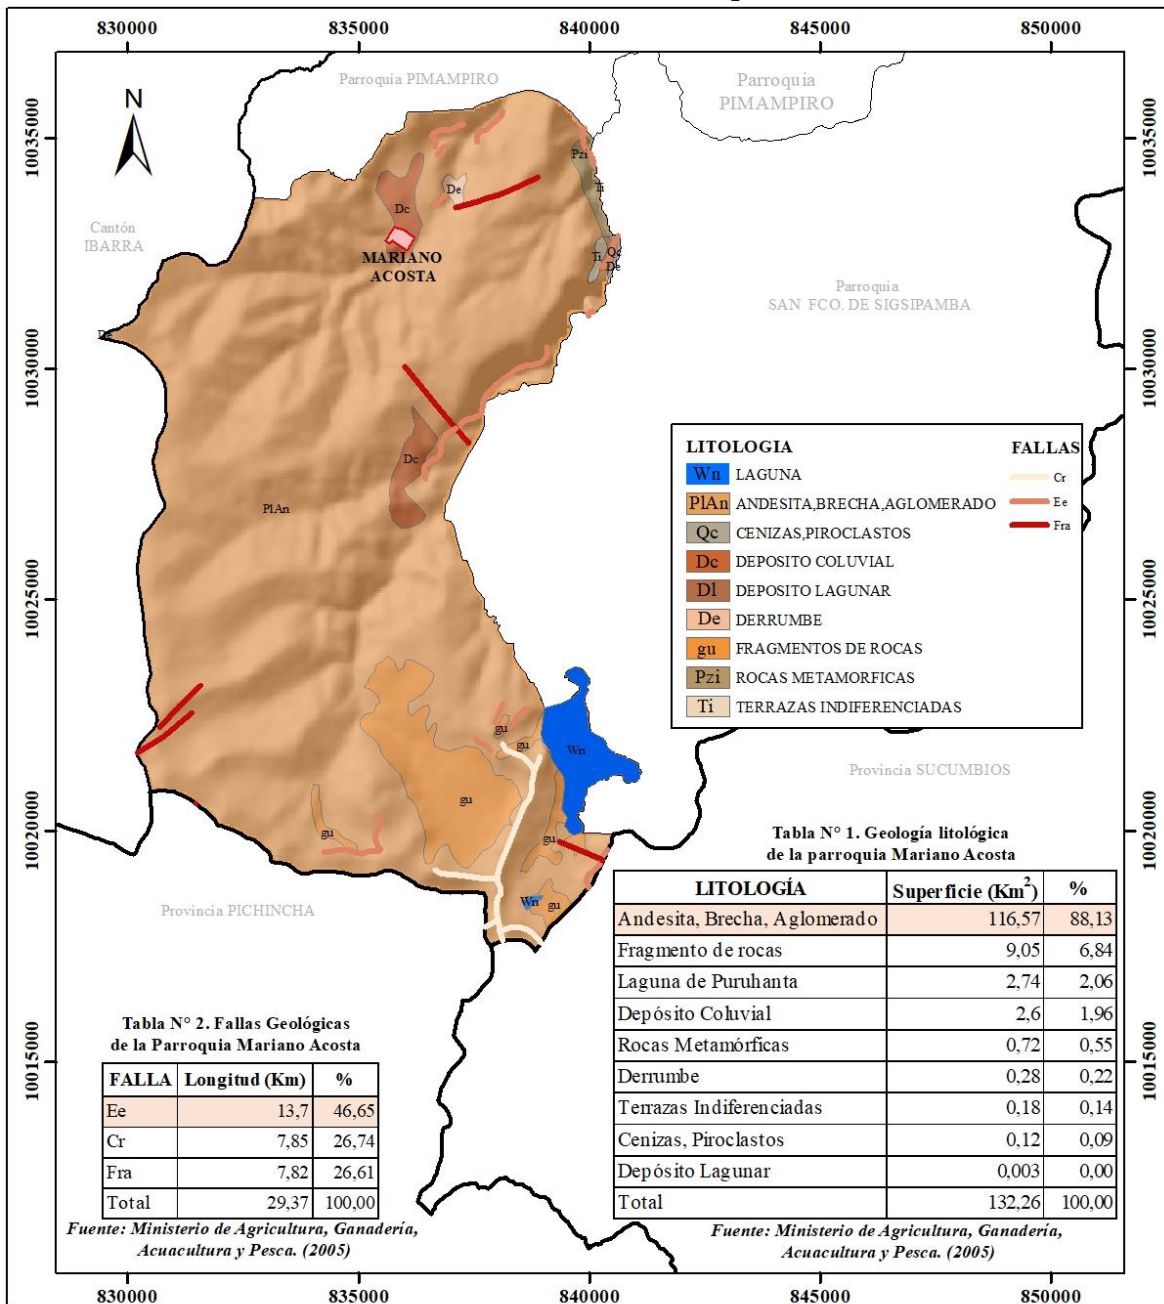 830000 835000 840000 845000 850000
Parroquia PIMAMPIRO
Parroquia
PIMAMPIRO
N
10035000
10035000
Pzi
Ti
De
Dc
Cantón
IBARRA
MARIANO
ACOSTA
Ti
Qc
De
Parroquia
SAN FCO. DE SIGSIPAMBA
De
10030000
10030000
LITOLOGIA
Wn LAGUNA
PlAn ANDESITA,BRECHA,AGLOMERADO
Qc CENIZAS,PIROCLASTOS
Dc DEPOSITO COLUVIAL
Dl DEPOSITO LAGUNAR
De DERRUMBE
gu FRAGMENTOS DE ROCAS
Pzi ROCAS METAMORFICAS
Ti TERRAZAS INDIFERENCIADAS
FALLAS
Cr
Ee
Fra
Dc
PlAn
10025000
10025000
gu
gu
Wn
Provincia SUCUMBIOS
gu
gu
gu
10020000
10020000
Wn
gu
Provincia PICHINCHA
Tabla N° 1. Geología litológica
de la parroquia Mariano Acosta
LITOLOGÍA Superficie (Km2) %
Andesita, Brecha, Aglomerado 116,57 88,13
Fragmento de rocas 9,05 6,84
Laguna de Puruhanta 2,74 2,06
Depósito Coluvial 2,6 1,96
Rocas Metamórficas 0,72 0,55
Derrumbe 0,28 0,22
Terrazas Indiferenciadas 0,18 0,14
Cenizas, Piroclastos 0,12 0,09
Depósito Lagunar 0,003 0,00
Total 132,26 100,00
Fuente: Ministerio de Agricultura, Ganadería,
Acuacultura y Pesca. (2005)
Tabla N° 2. Fallas Geológicas
de la Parroquia Mariano Acosta
FALLA Longitud (Km) %
Ee 13,7 46,65
Cr 7,85 26,74
Fra 7,82 26,61
Total 29,37 100,00
Fuente: Ministerio de Agricultura, Ganadería,
Acuacultura y Pesca. (2005)
10015000
10015000
830000 835000 840000 845000 850000